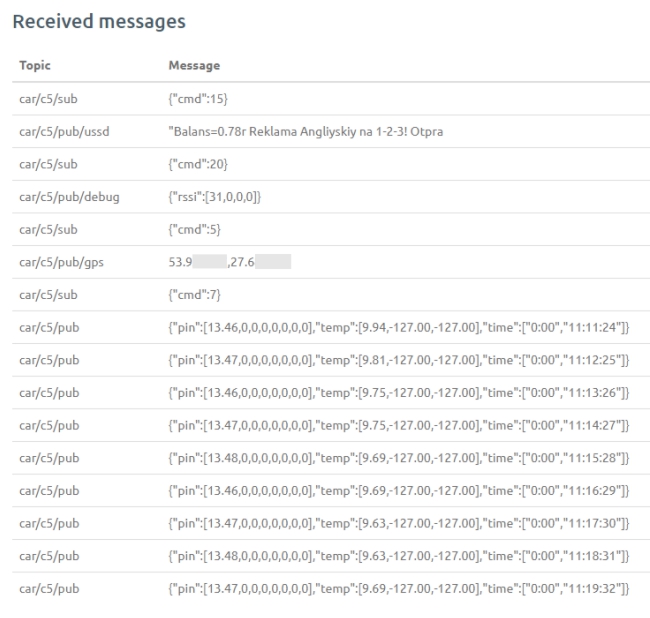 Received messages
Topic Message
car/c5/sub {"cmd":15}
car/c5/pub/ussd "Balans=0.78r Reklama Angliyskiy na 1-2-3! Otpra
car/c5/sub {"cmd":20}
car/c5/pub/debug {"rssi":[31,0,0,0]}
car/c5/sub {"cmd":5}
car/c5/pub/gps 53.9 ,27.6
car/c5/sub {"cmd":7}
car/c5/pub {"pin":[13.46,0,0,0,0,0,0,0],"temp":[9.94,-127.00,-127.00],"time":["0:00","11:11:24"]}
car/c5/pub {"pin":[13.47,0,0,0,0,0,0,0],"temp":[9.81,-127.00,-127.00],"time":["0:00","11:12:25"]}
car/c5/pub {"pin":[13.46,0,0,0,0,0,0,0],"temp":[9.75,-127.00,-127.00],"time":["0:00","11:13:26"]}
car/c5/pub {"pin":[13.47,0,0,0,0,0,0,0],"temp":[9.75,-127.00,-127.00],"time":["0:00","11:14:27"]}
car/c5/pub {"pin":[13.48,0,0,0,0,0,0,0],"temp":[9.69,-127.00,-127.00],"time":["0:00","11:15:28"]}
car/c5/pub {"pin":[13.46,0,0,0,0,0,0,0],"temp":[9.69,-127.00,-127.00],"time":["0:00","11:16:29"]}
car/c5/pub {"pin":[13.47,0,0,0,0,0,0,0],"temp":[9.63,-127.00,-127.00],"time":["0:00","11:17:30"]}
car/c5/pub {"pin":[13.48,0,0,0,0,0,0,0],"temp":[9.63,-127.00,-127.00],"time":["0:00","11:18:31"]}
car/c5/pub {"pin":[13.47,0,0,0,0,0,0,0],"temp":[9.69,-127.00,-127.00],"time":["0:00","11:19:32"]}